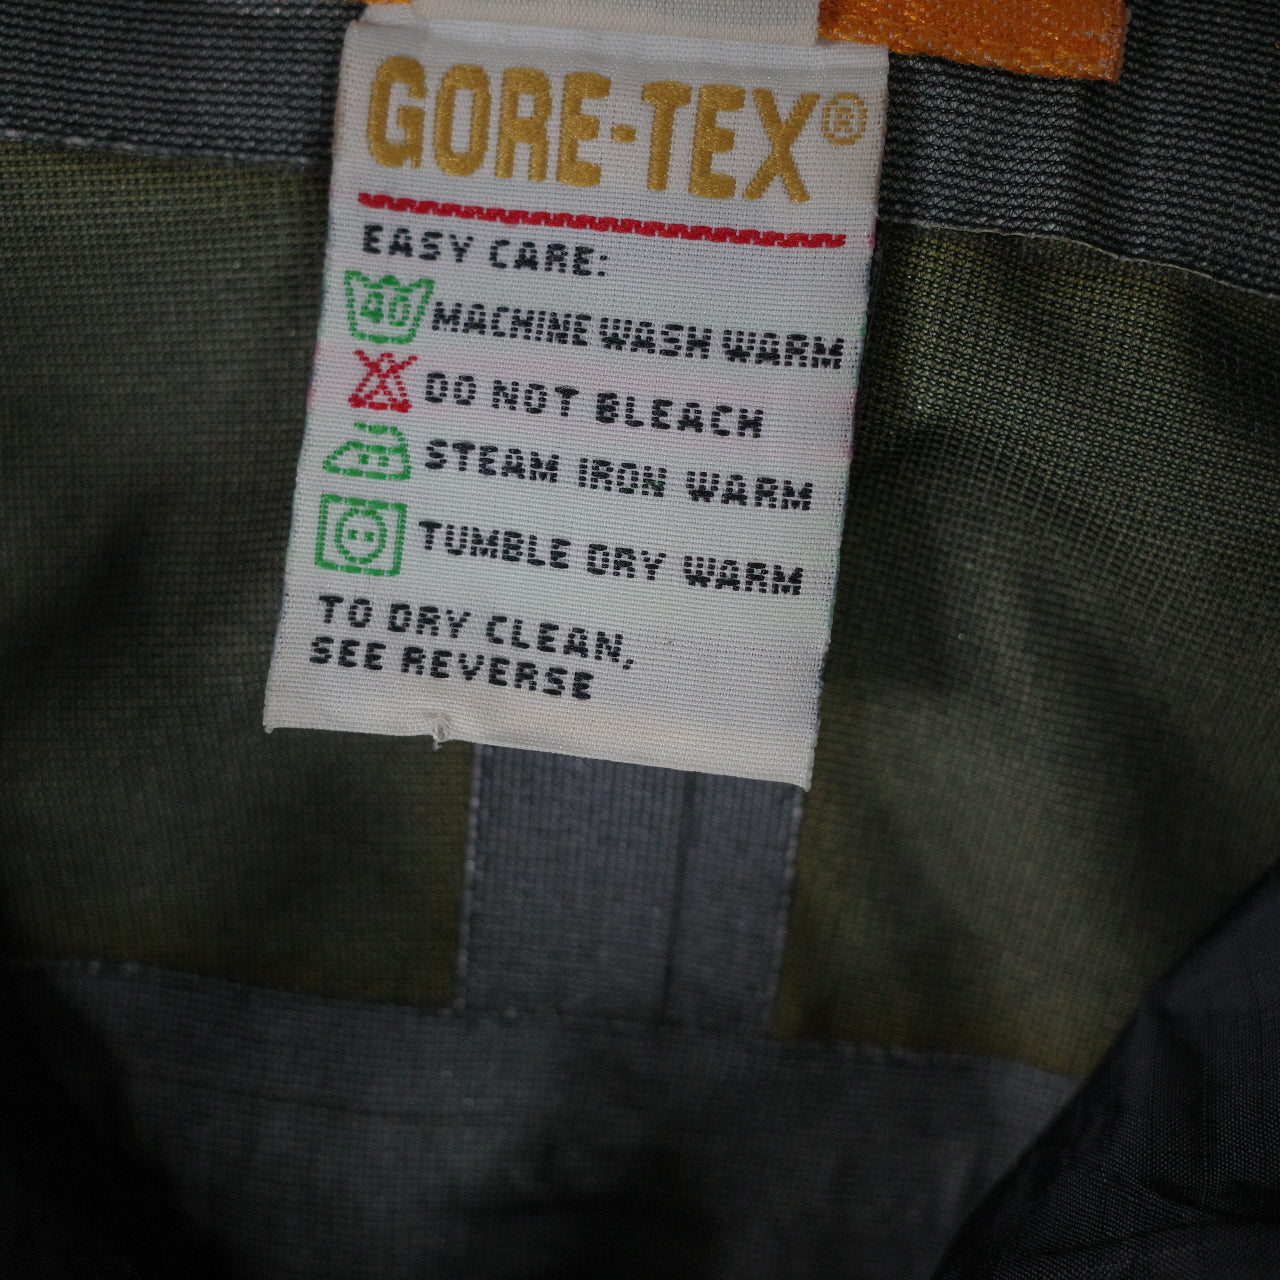 GORE-TEX®
EASY CARE:
40 MACHINE WASH WARM
DO NOT BLEACH
STEAM IRON WARM
TUMBLE DRY WARM
TO DRY CLEAN,
SEE REVERSE